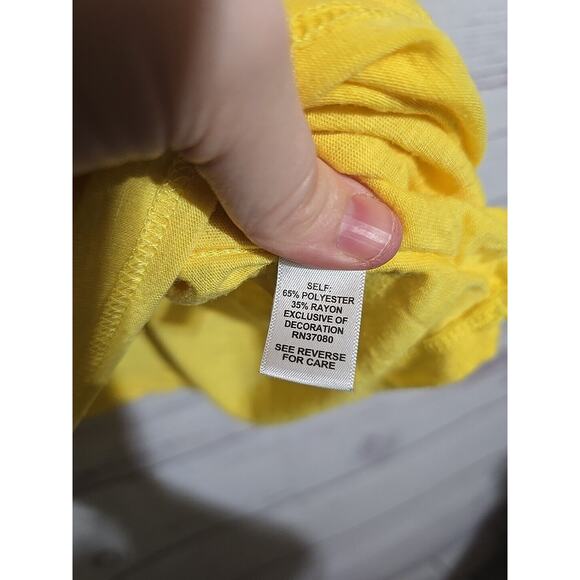 SELF:
65% POLYESTER
35% RAYON
EXCLUSIVE OF
DECORATION
RN37080
SEE REVERSE
FOR CARE